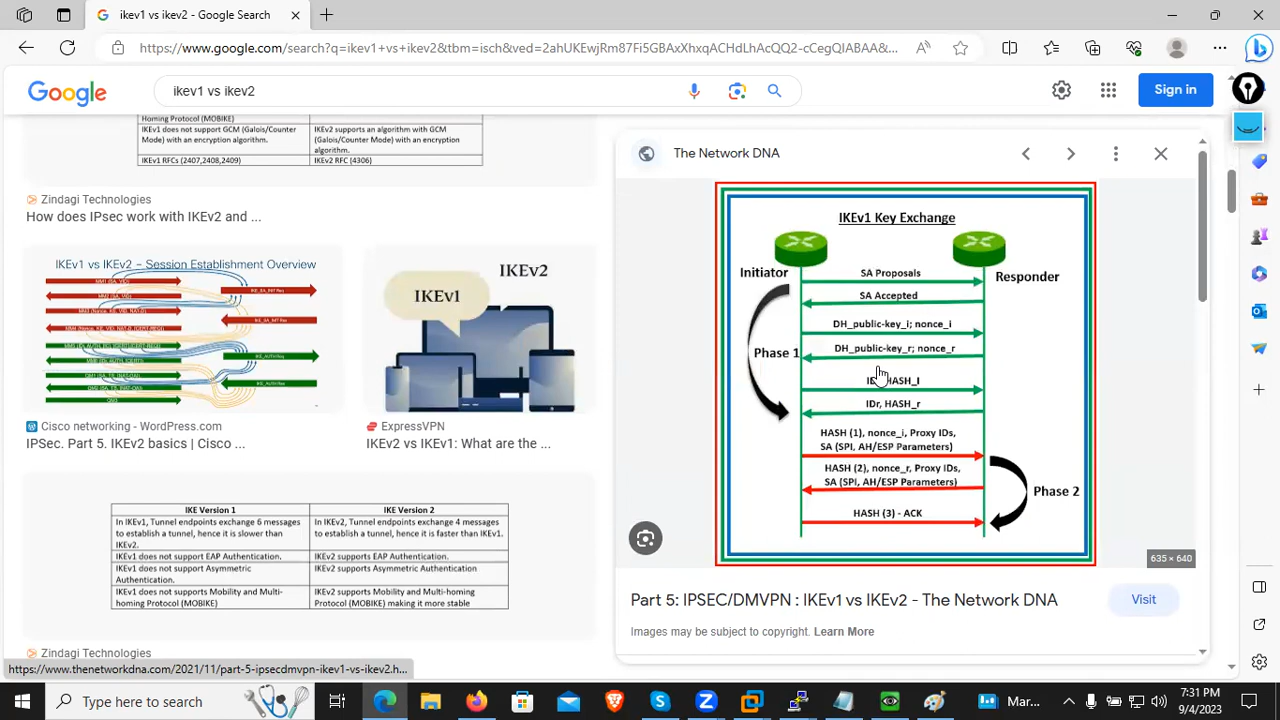 ikev1 vs ikev2 - Search
https://www.google.com/search?q=ikev1+vs+ikev2&tbm=isch&ved=2ahUKEwjRm87Fi5GBAxXhxqACHdLhAcQQ2-cCegQIABAA&...
Google
ikev1 vs ikev2
Sign in
Homing Protocol (MOBIKE)
IKEv1 does not support GCM (Galois/Counter
Mode) with an encryption algorithm.
IKEv2 supports an algorithm with GCM
(Galois/Counter Mode) with an encryption
algorithm.
IKEv1 RFCs (2407,2408,2409)
IKEv2 RFC (4306)
Zindagi Technologies
How does IPsec work with IKEv2 and ...
IKEv1 vs IKEv2 – Session Establishment Overview
MM1 (SA, VID)
QM3
Cisco networking - WordPress.com
IPSec. Part 5. IKEv2 basics | Cisco ...
IKEv2
IKEv1
ExpressVPN
IKEv2 vs IKEv1: What are the ...
IKE Version 1
IKE Version 2
In IKEv1, Tunnel endpoints exchange 6 messages
to establish a tunnel, hence it is slower than
IKEv2.
In IKEv2, Tunnel endpoints exchange 4 messages
to establish a tunnel, hence it is faster than IKEv1.
IKEv1 does not support EAP Authentication.
IKEv2 supports EAP Authentication.
IKEv1 does not support Asymmetric
Authentication.
IKEv2 supports Asymmetric Authentication
IKEv1 does not support Mobility and Multi-
homing Protocol (MOBIKE)
IKEv2 supports Mobility and Multi-homing
Protocol (MOBIKE) making it more stable
Zindagi Technologies
The Network DNA
IKEv1 Key Exchange
Initiator
Responder
SA Proposals
SA Accepted
DH_public-key_i; nonce_i
Phase 1
DH_public-key_r; nonce_r
HASH_I
IDr, HASH_r
HASH (1), nonce_i, Proxy IDs,
SA (SPI, AH/ESP Parameters)
HASH (2), nonce_r, Proxy IDs,
SA (SPI, AH/ESP Parameters)
Phase 2
HASH (3) - ACK
635 x 640
Part 5: IPSEC/DMVPN : IKEv1 vs IKEv2 - The Network DNA
Visit
Images may be subject to copyright. Learn More
https://www.thenetworkdna.com/2021/11/part-5-ipsecdmvpn-ikev1-vs-ikev2.h...
Type here to search
Mar...
7:31 PM
9/4/2023